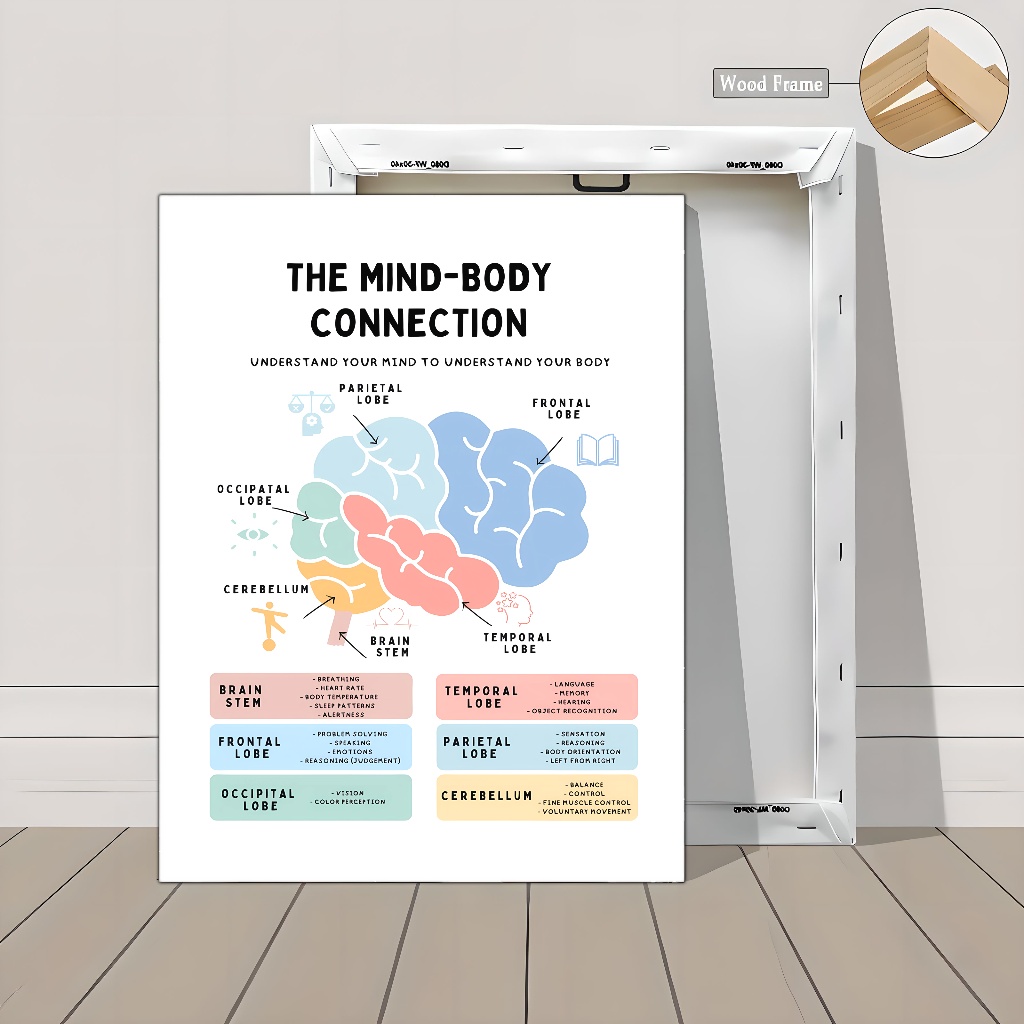 Wood Frame
THE MIND-BODY
CONNECTION
UNDERSTAND YOUR MIND TO UNDERSTAND YOUR BODY
PARIETAL
LOBE
FRONTAL
LOBE
OCCIPATAL
LOBE
CEREBELLUM
BRAIN
STEM
TEMPORAL
LOBE
BRAIN
STEM
- BREATHING
- HEART RATE
- BODY TEMPERATURE
- SLEEP PATTERNS
- ALERTNESS
TEMPORAL
LOBE
- LANGUAGE
- MEMORY
- HEARING
- OBJECT RECOGNITION
FRONTAL
LOBE
- PROBLEM SOLVING
- SPEAKING
- EMOTIONS
- REASONING (JUDGEMENT)
PARIETAL
LOBE
- SENSATION
- REASONING
- BODY ORIENTATION
- LEFT FROM RIGHT
OCCIPITAL
LOBE
- VISION
- COLOR PERCEPTION
CEREBELLUM
- BALANCE
- CONTROL
- FINE MUSCLE CONTROL
- VOLUNTARY MOVEMENT